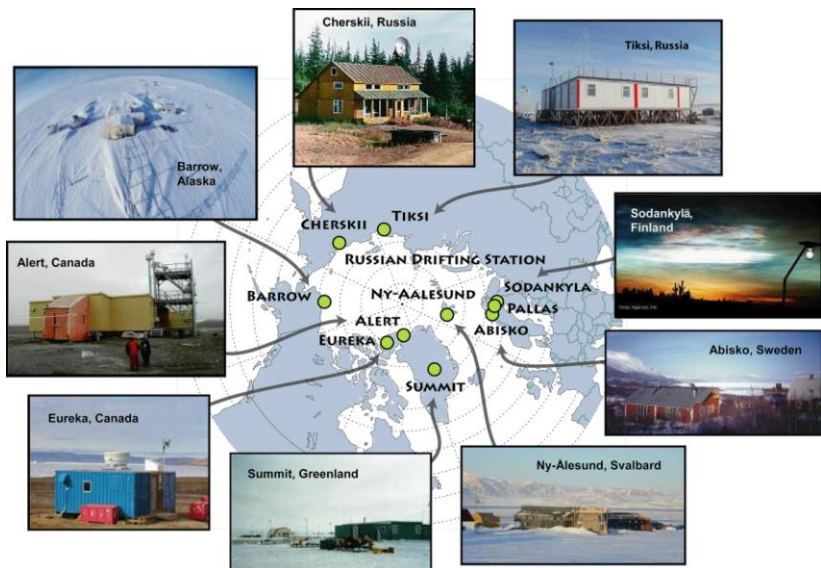 Cherskii, Russia
Tiksi, Russia
Barrow,
Alaska
Sodankylä,
Finland
Alert, Canada
Tiksi
Cherskii
Russian Drifting Station
Sodankyla
Barrow
Ny-Aalesund
Pallas
Alert
Abisko
Eureka
Summit
Abisko, Sweden
Eureka, Canada
Summit, Greenland
Ny-Ålesund, Svalbard